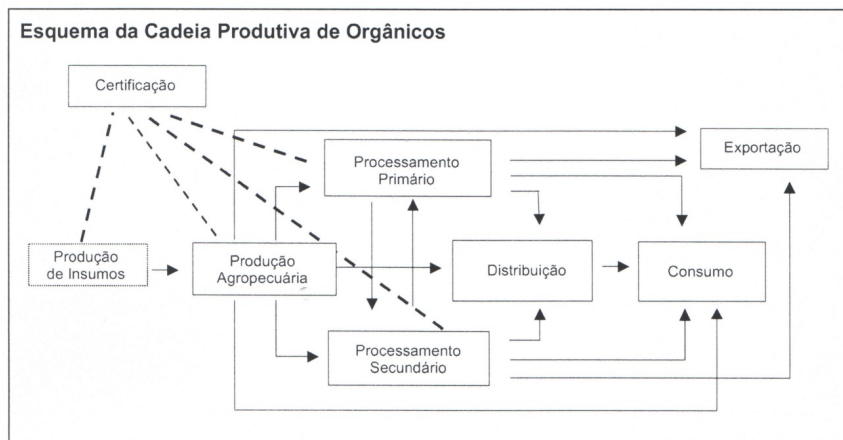 Esquema da Cadeia Produtiva de Orgânicos
Certificação
Exportação
Processamento
Primário
Produção
de Insumos
Produção
Agropecuária
Distribuição
Consumo
Processamento
Secundário